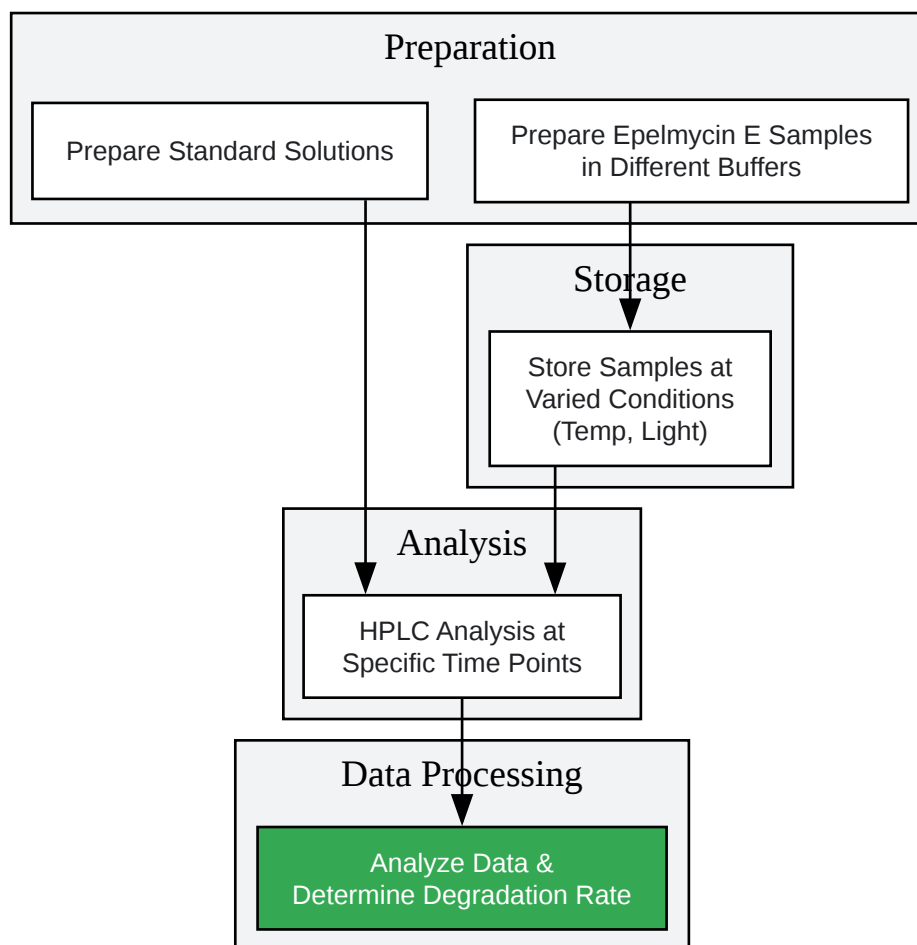 Preparation
Prepare Standard Solutions
Prepare Epelmycin E Samples
in Different Buffers
Storage
Store Samples at
Varied Conditions
(Temp, Light)
Analysis
HPLC Analysis at
Specific Time Points
Data Processing
Analyze Data &
Determine Degradation Rate